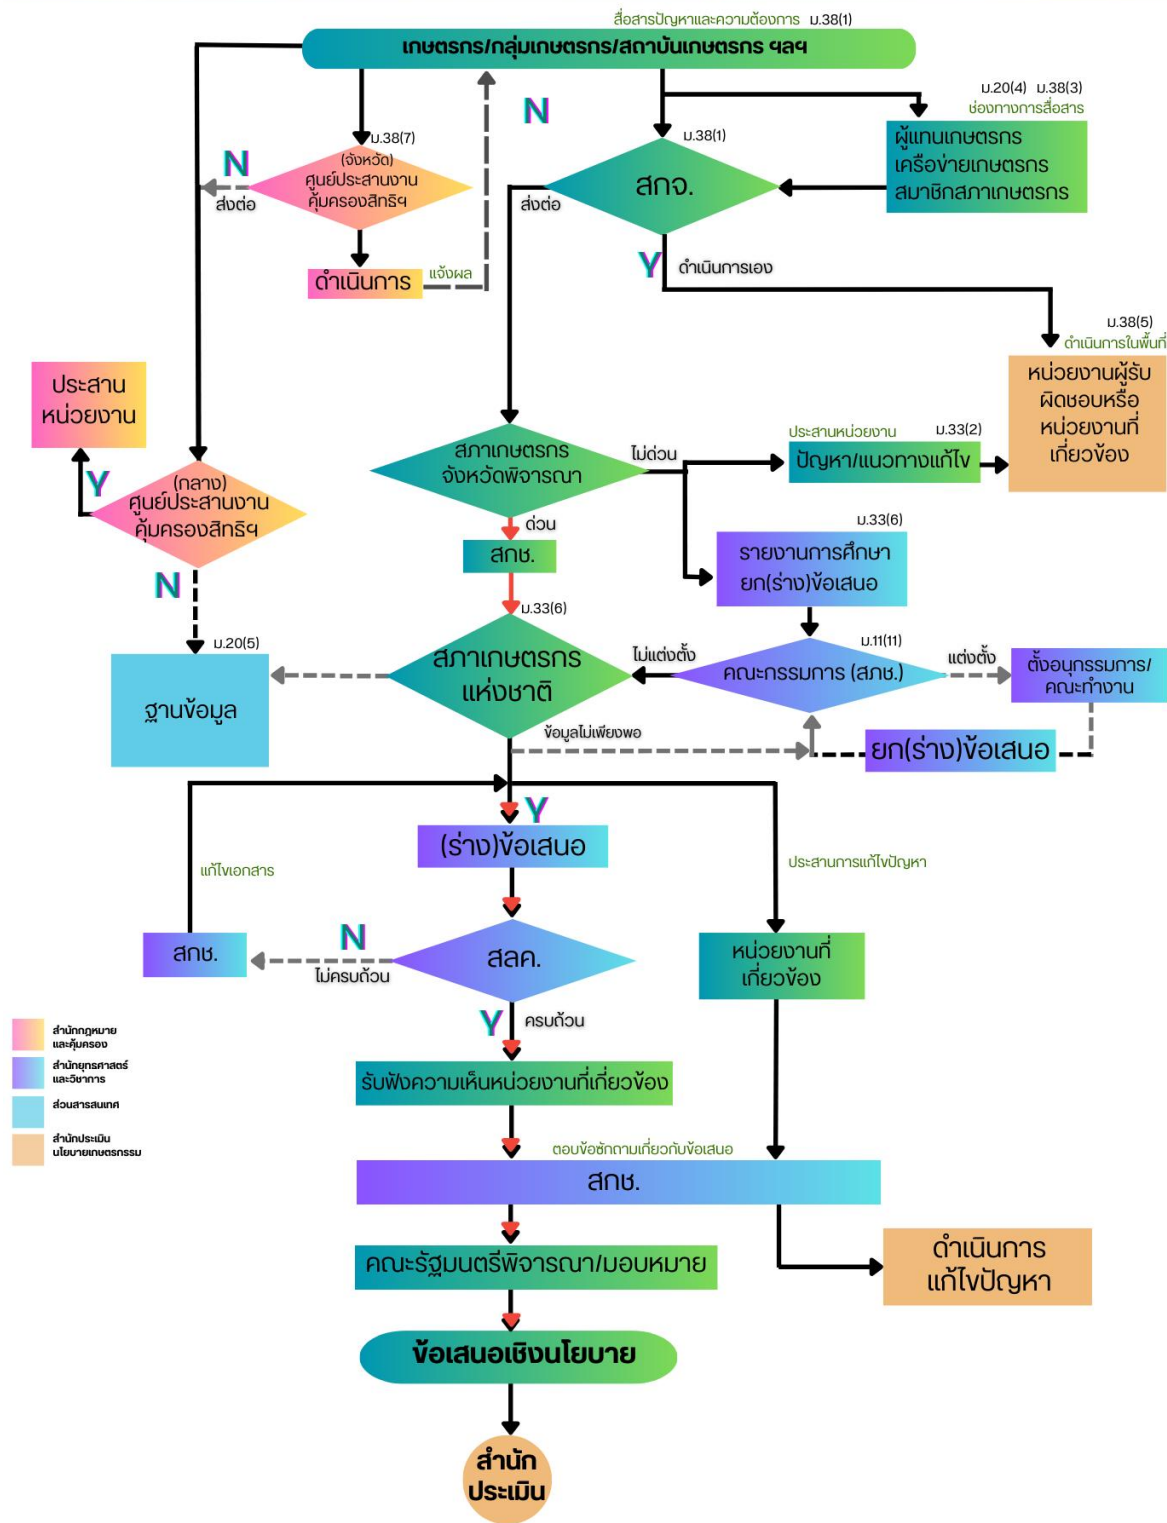 สื่อสารปัญหาและความต้องการ ม.38(1)
เกษตรกร/กลุ่มเกษตรกร/สถาบันเกษตรกร ฯลฯ
ม.20(4) ม.38(3)
ช่องทางการสื่อสาร
ผู้แทนเกษตรกร
เครือข่ายเกษตรกร
สมาชิกสภาเกษตรกร
N
ม.38(7)
(จังหวัด)
ศูนย์ประสานงาน
คุ้มครองสิทธิฯ
N
ส่งต่อ
ม.38(1)
สกจ.
ส่งต่อ
Y
ดำเนินการเอง
ดำเนินการ
แจ้งผล
ม.38(5)
ดำเนินการในพื้นที่
หน่วยงานผู้รับ
ผิดชอบหรือ
หน่วยงานที่
เกี่ยวข้อง
ประสาน
หน่วยงาน
Y
(กลาง)
ศูนย์ประสานงาน
คุ้มครองสิทธิฯ
N
สภาเกษตรกร
จังหวัดพิจารณา
ไม่ด่วน
ประสานหน่วยงาน
ม.33(2)
ปัญหา/แนวทางแก้ไข
ด่วน
สกช.
ม.33(6)
รายงานการศึกษา
ยก(ร่าง)ข้อเสนอ
ม.20(5)
ฐานข้อมูล
ม.33(6)
สภาเกษตรกร
แห่งชาติ
ไม่แต่งตั้ง
ม.11(11)
คณะกรรมการ (สภช.)
แต่งตั้ง
ตั้งอนุกรรมการ/
คณะทำงาน
ข้อมูลไม่เพียงพอ
ยก(ร่าง)ข้อเสนอ
Y
(ร่าง)ข้อเสนอ
แก้ไขเอกสาร
ประสานการแก้ไขปัญหา
สกช.
N
ไม่ครบถ้วน
สลค.
หน่วยงานที่
เกี่ยวข้อง
Y
ครบถ้วน
รับฟังความเห็นหน่วยงานที่เกี่ยวข้อง
สำนักกฎหมาย
และคุ้มครอง
สำนักยุทธศาสตร์
และวิชาการ
ส่วนสารสนเทศ
สำนักประเมิน
นโยบายเกษตรกรรม
ตอบข้อซักถามเกี่ยวกับข้อเสนอ
สกช.
คณะรัฐมนตรีพิจารณา/มอบหมาย
ดำเนินการ
แก้ไขปัญหา
ข้อเสนอเชิงนโยบาย
สำนัก
ประเมิน